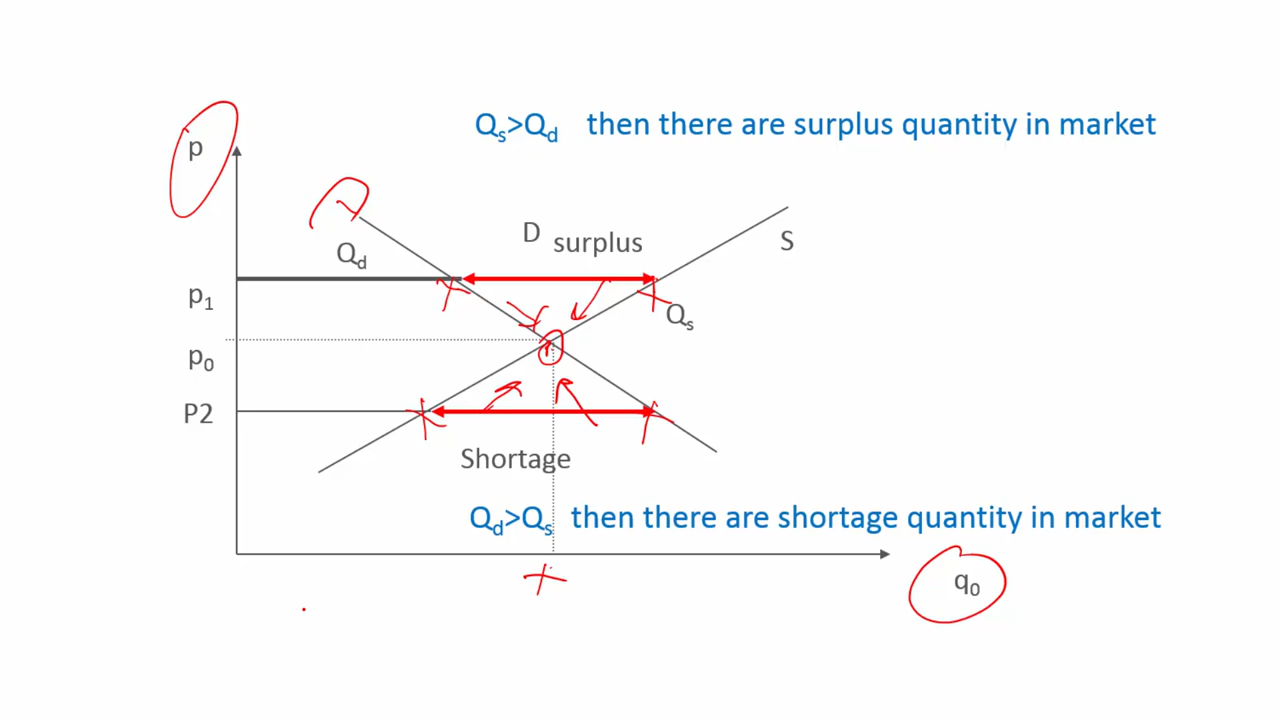 Qs>Qd then there are surplus quantity in market
p
D
surplus
S
Qd
p1
Qs
p0
P2
Shortage
Qd>Qs then there are shortage quantity in market
q0